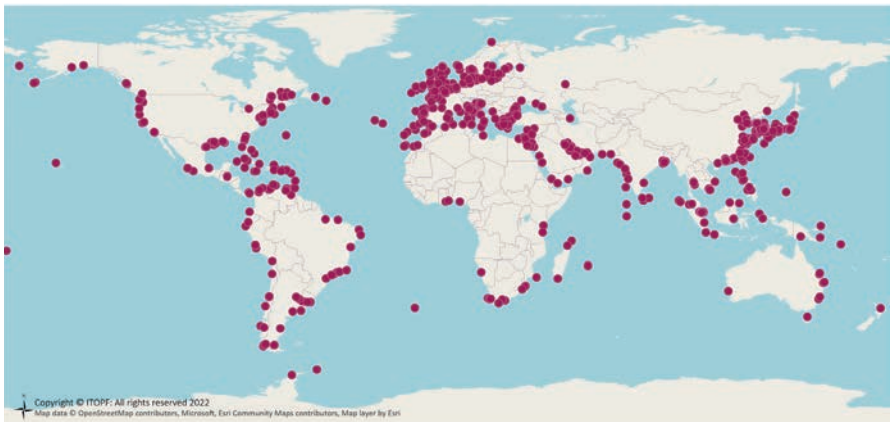 Copyright © ITOPF: All rights reserved 2022
Map data © OpenStreetMap contributors, Microsoft, Esri Community Maps contributors, Map layer by Esri